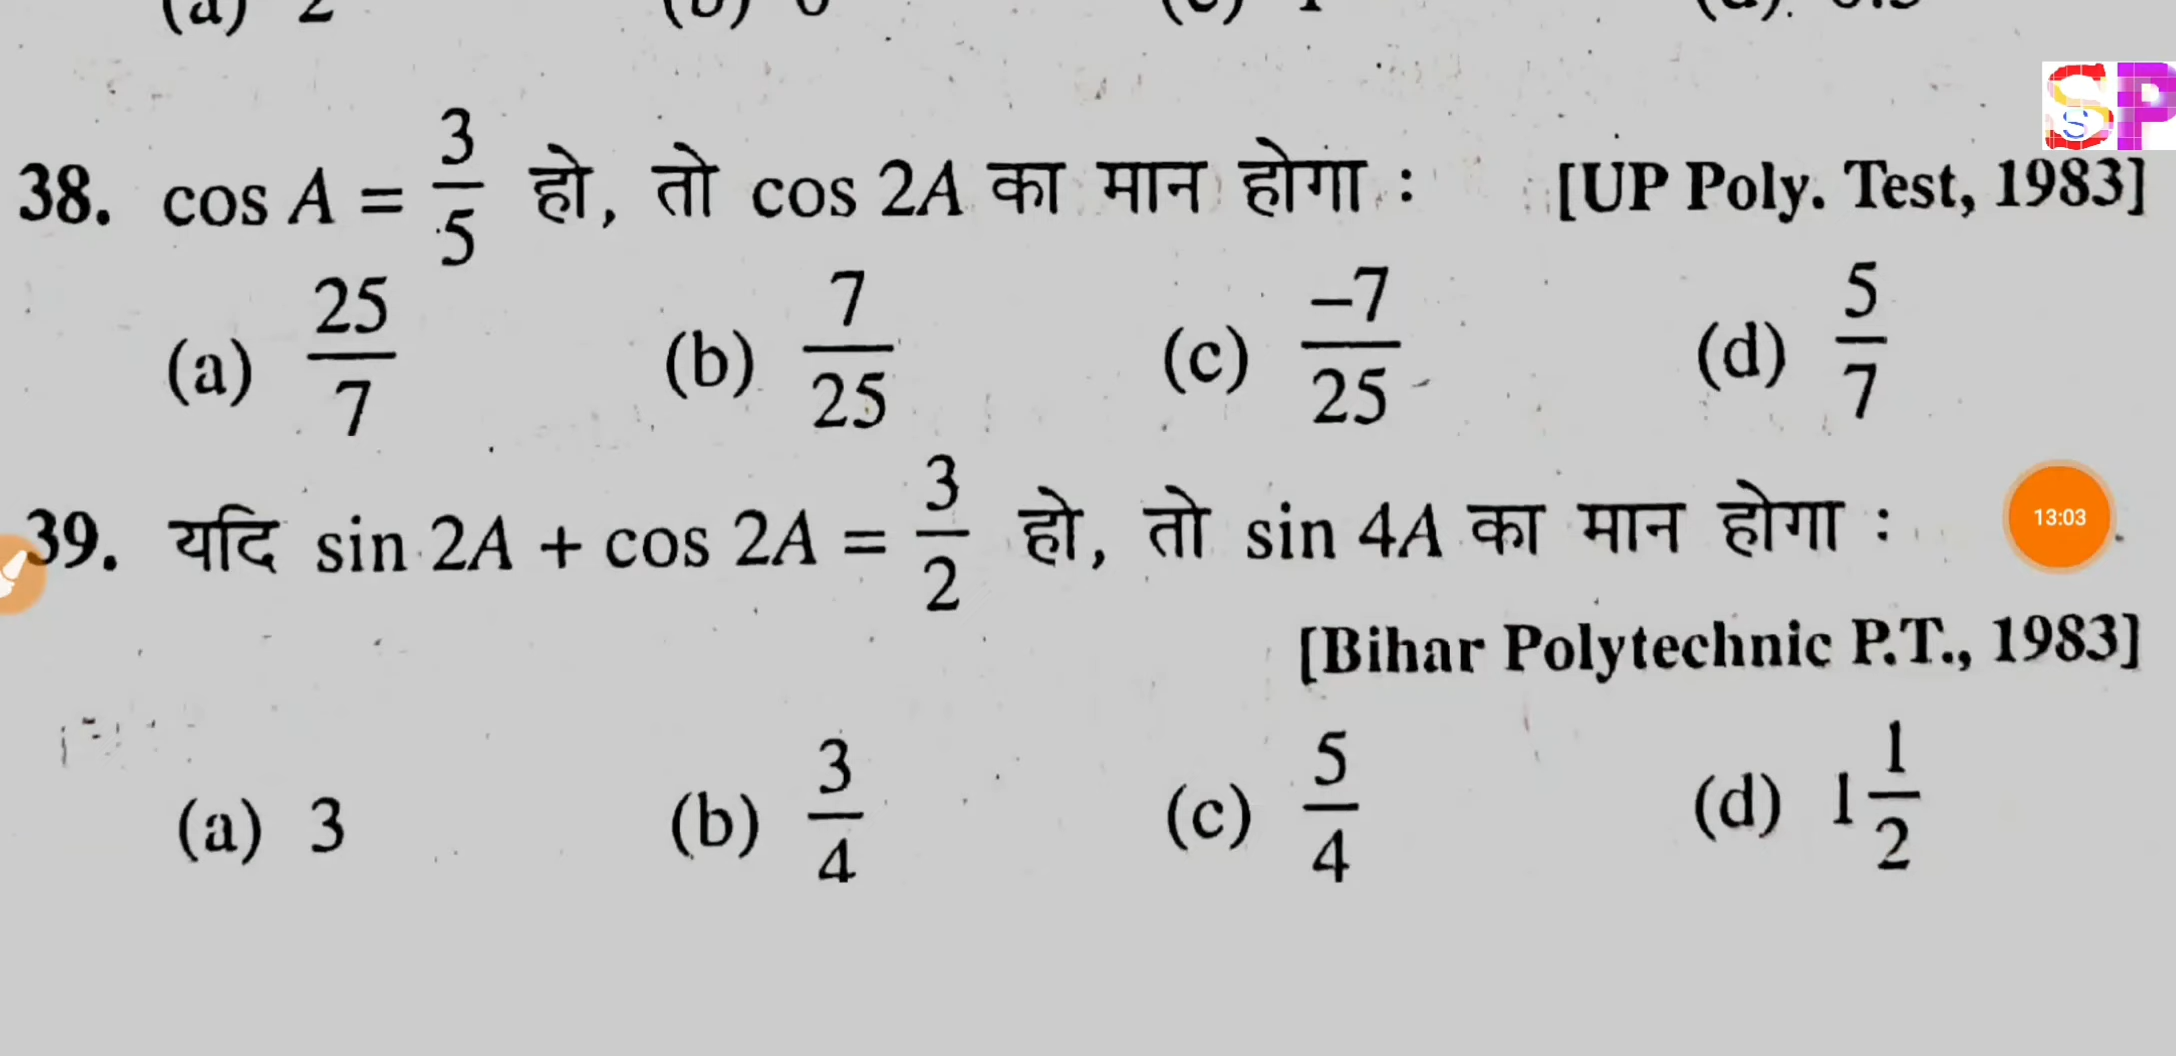 38. cos A = 3/5 हो, तो cos 2A का मान होगा : [UP Poly. Test, 1983]
(a) 25/7 (b) 7/25 (c) -7/25 (d) 5/7
39. यदि sin 2A + cos 2A = 3/2 हो, तो sin 4A का मान होगा :
[Bihar Polytechnic P.T., 1983]
(a) 3 (b) 3/4 (c) 5/4 (d) 1 1/2
13:03
SP
S